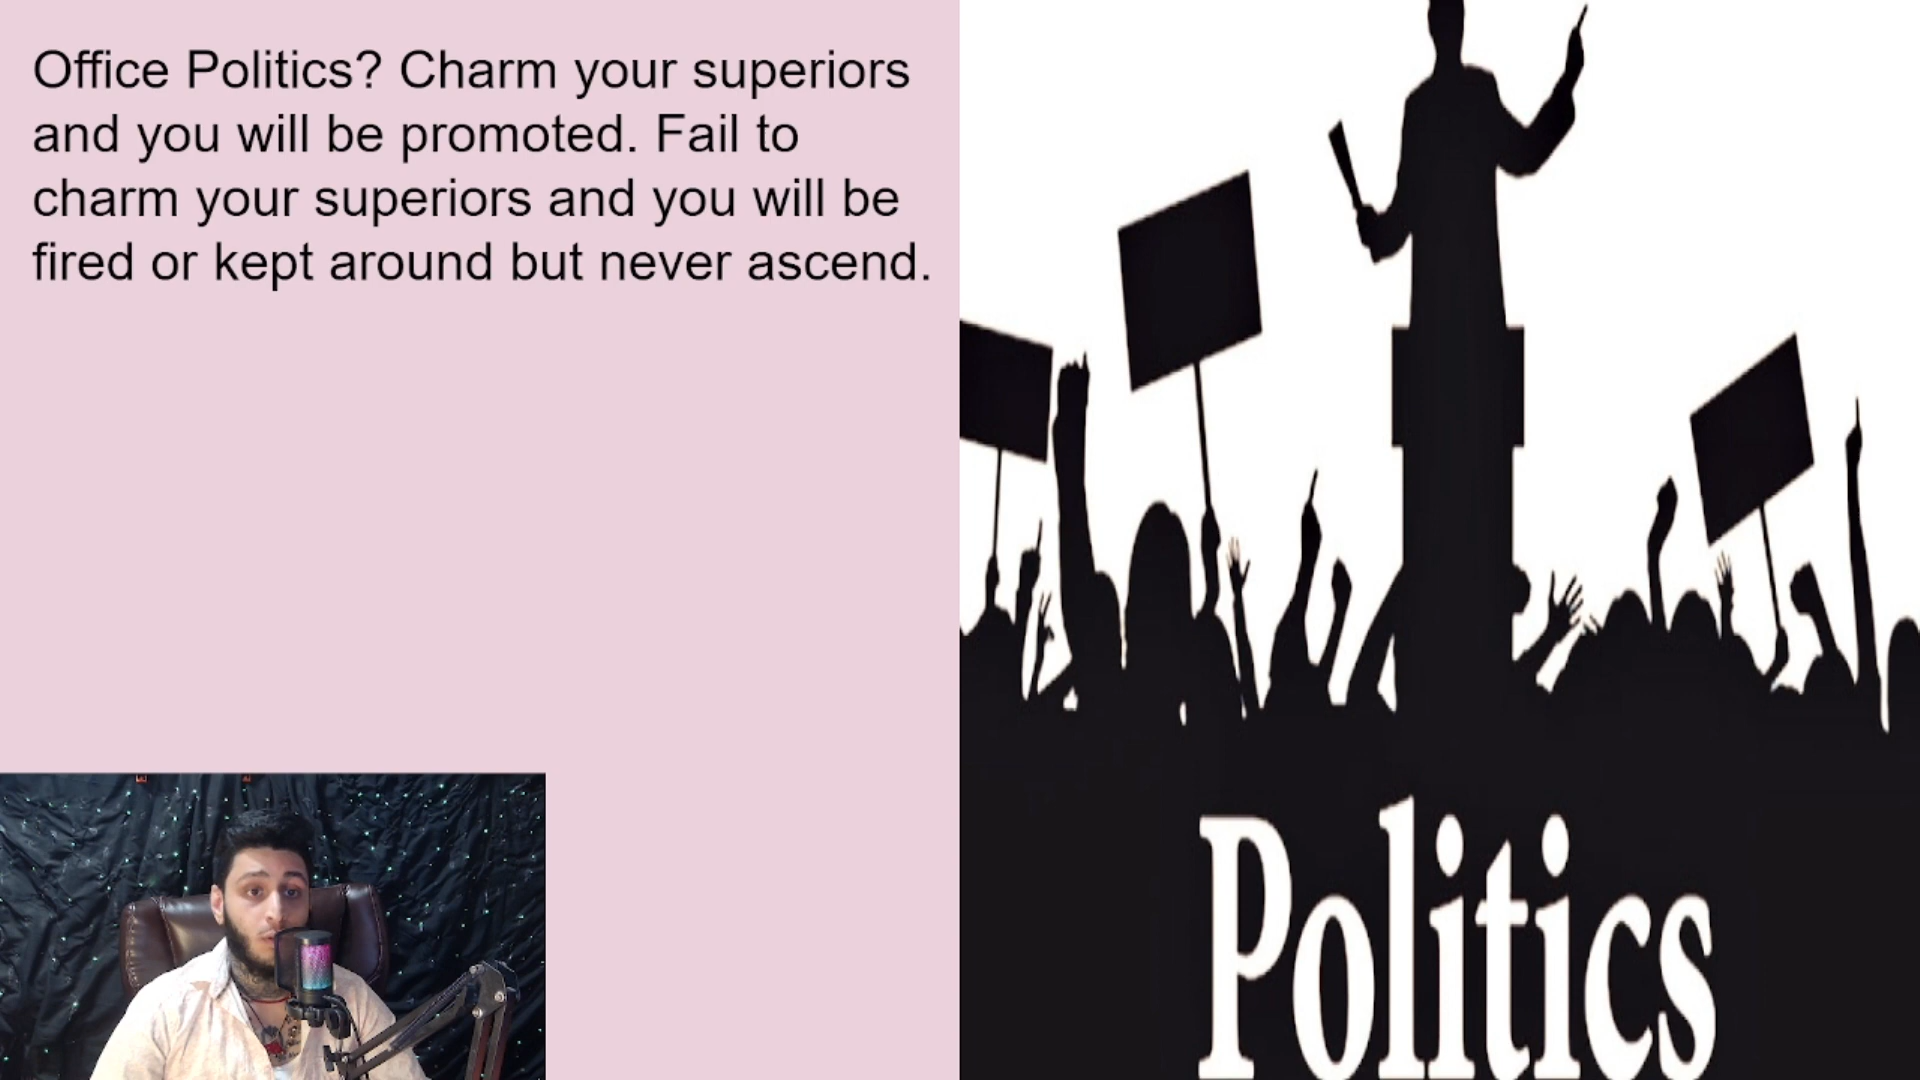 Office Politics? Charm your superiors
and you will be promoted. Fail to
charm your superiors and you will be
fired or kept around but never ascend.
Politics